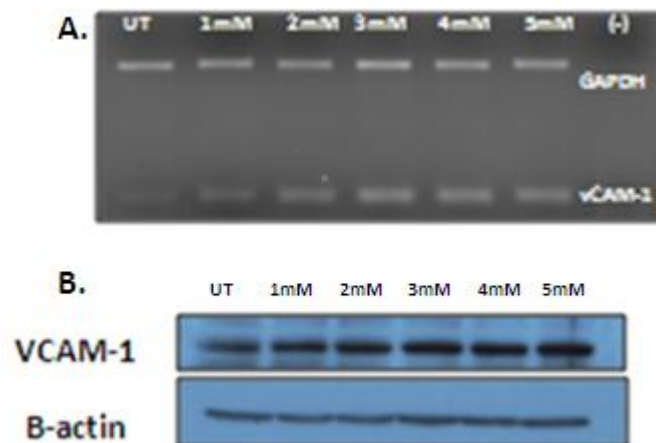 A.
UT 1mM 2mM 3mM 4mM 5mM (-)
GAPDH
vCAM-1
B.
UT 1mM 2mM 3mM 4mM 5mM
VCAM-1
B-actin